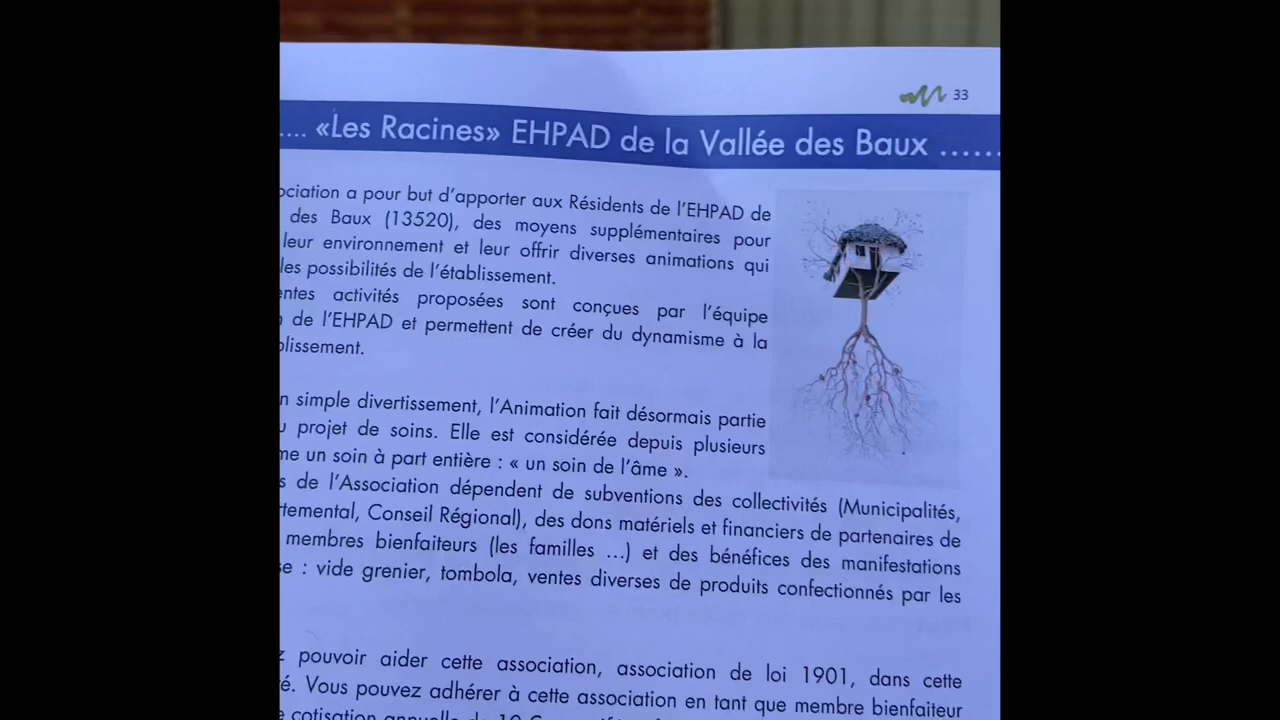 33
.... «Les Racines» EHPAD de la Vallée des Baux ......
a pour but d'apporter aux Résidents de l'EHPAD de
des Baux (13520), des moyens supplémentaires pour
leur environnement et leur offrir diverses animations qui
les possibilités de l'établissement.
activités proposées sont conçues par l'équipe
de l'EHPAD et permettent de créer du dynamisme à la
simple divertissement, l'Animation fait désormais partie
projet de soins. Elle est considérée depuis plusieurs
un soin à part entière : « un soin de l'âme ».
de l'Association dépendent de subventions des collectivités (Municipalités,
Conseil Régional), des dons matériels et financiers de partenaires de
membres bienfaiteurs (les familles ...) et des bénéfices des manifestations
: vide grenier, tombola, ventes diverses de produits confectionnés par les
pouvoir aider cette association, association de loi 1901, dans cette
Vous pouvez adhérer à cette association en tant que membre bienfaiteur
cotisation annuelle de 10